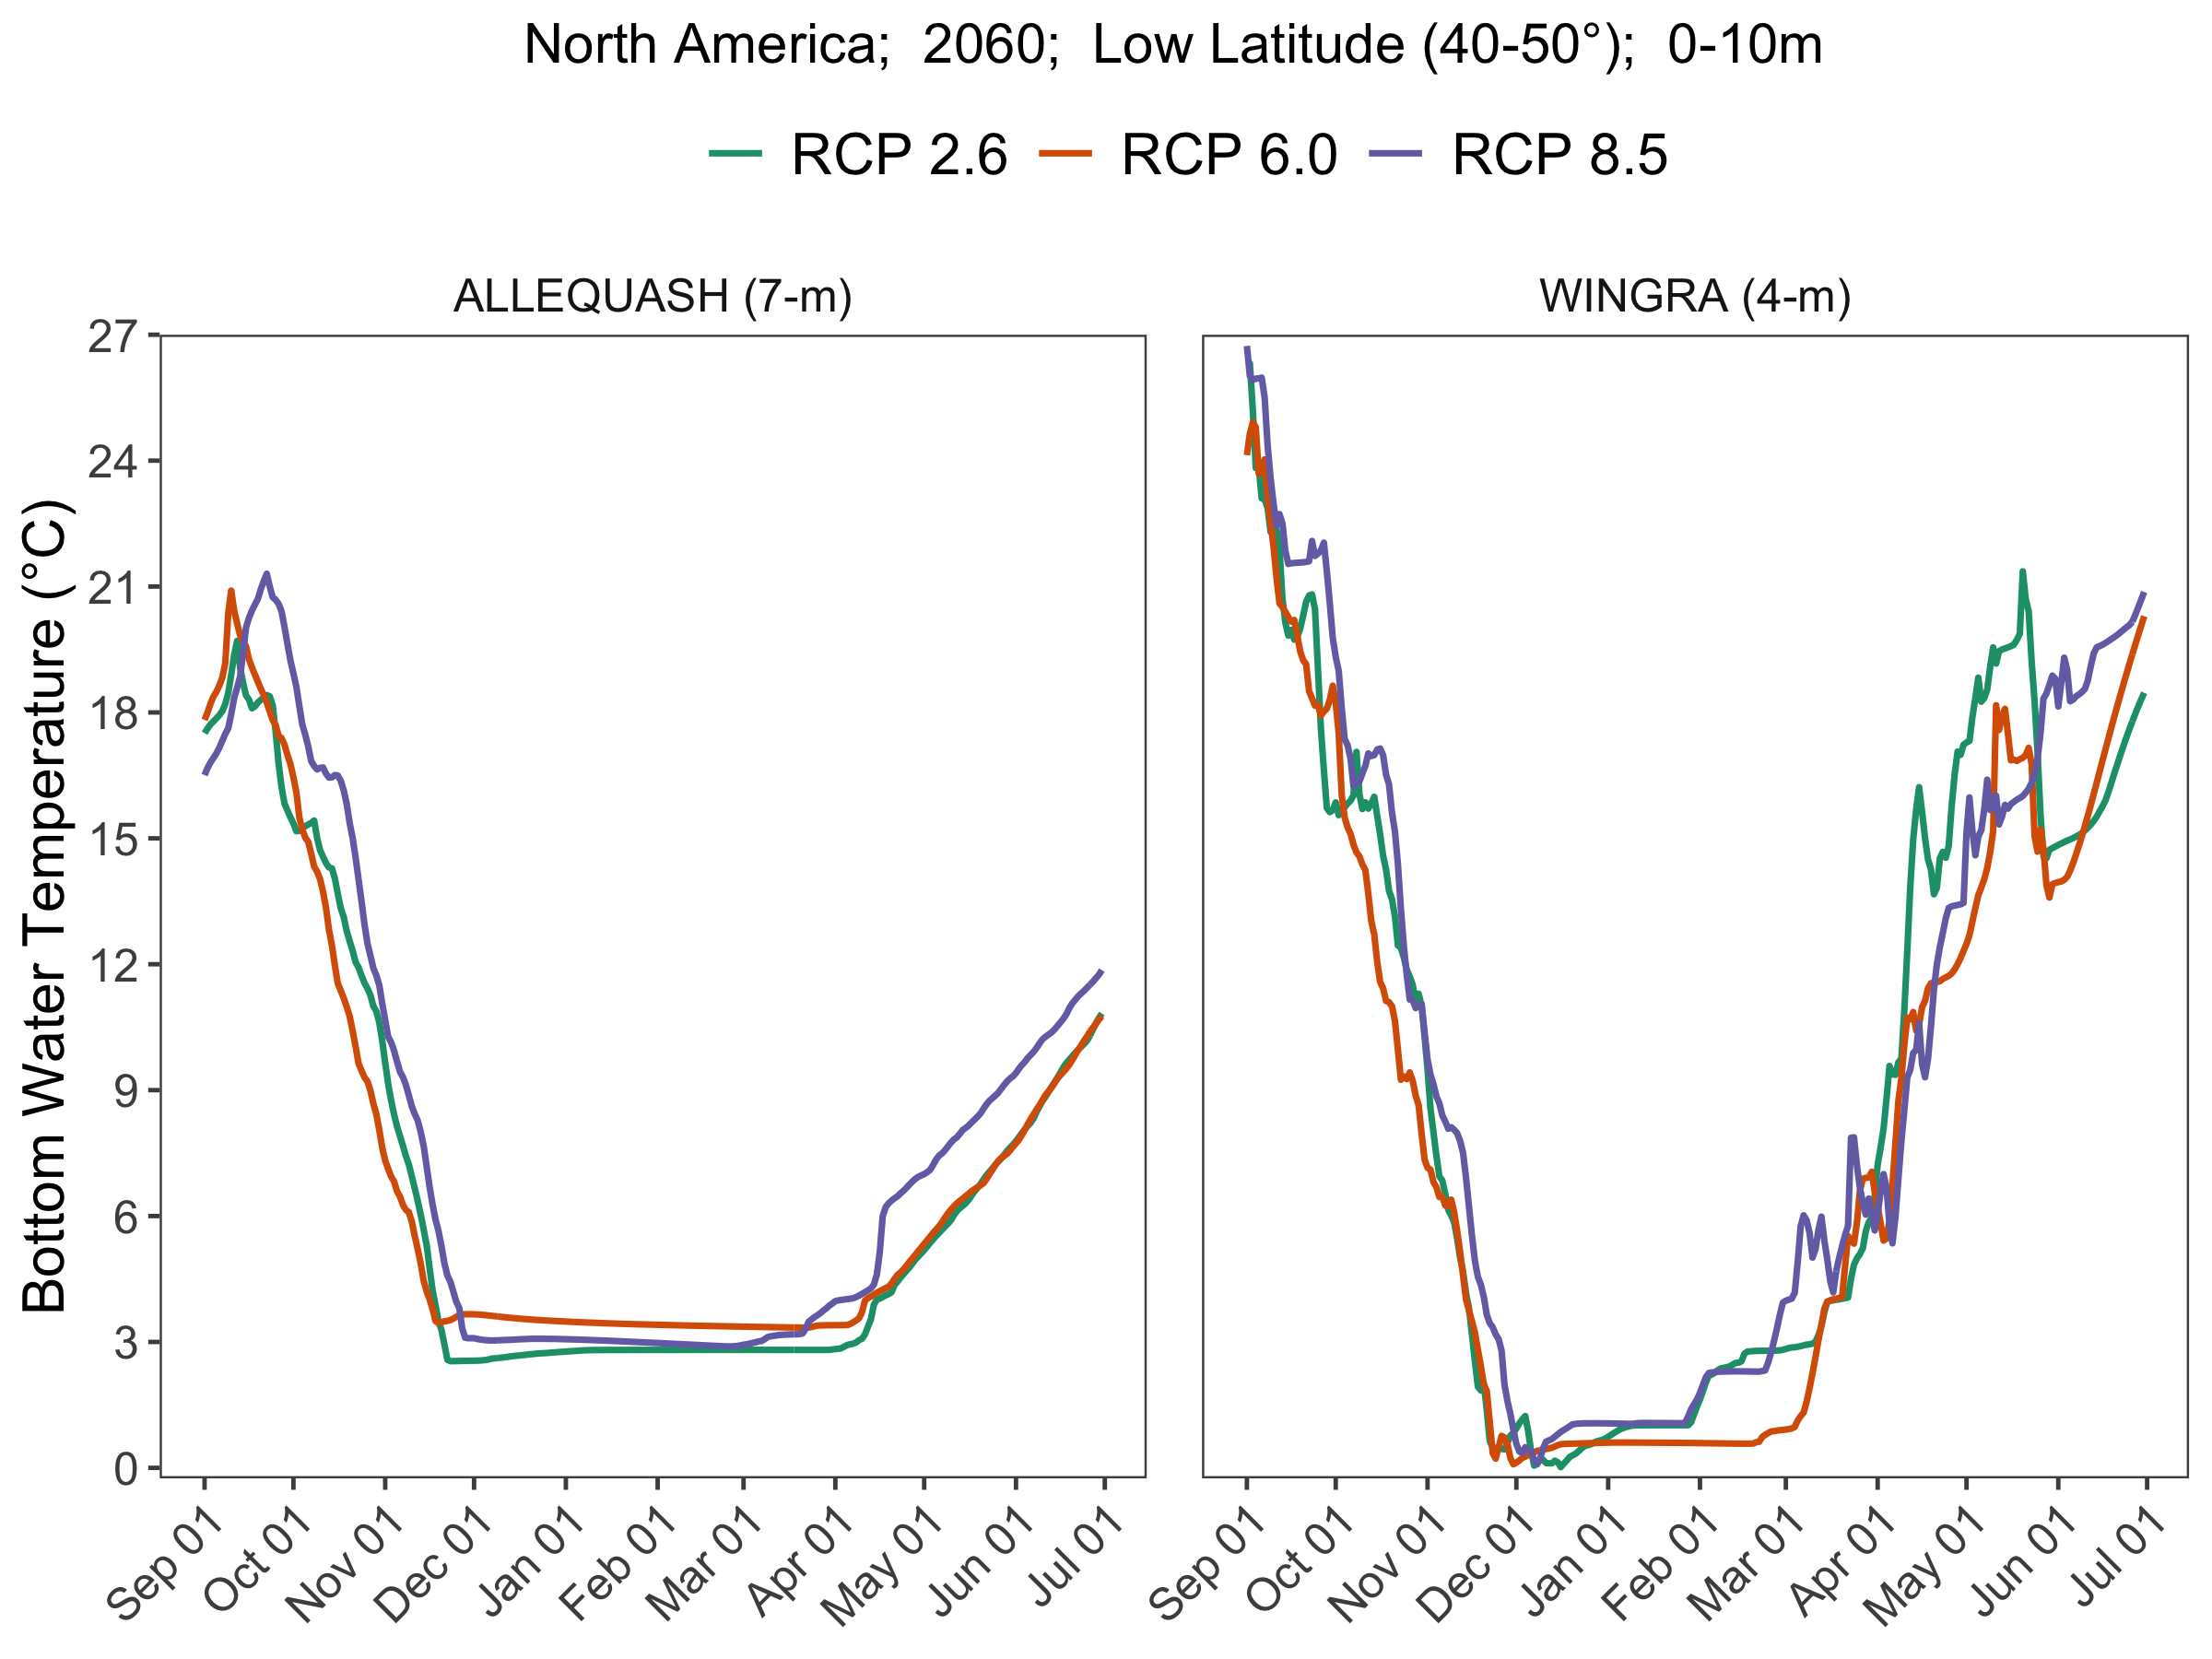 North America; 2060; Low Latitude (40-50°); 0-10m
RCP 2.6 RCP 6.0 RCP 8.5
ALLEQUASH (7-m) WINGRA (4-m)
Bottom Water Temperature (°C)
27
24
21
18
15
12
9
6
3
0
Sep 01 Oct 01 Nov 01 Dec 01 Jan 01 Feb 01 Mar 01 Apr 01 May 01 Jun 01 Jul 01 Sep 01 Oct 01 Nov 01 Dec 01 Jan 01 Feb 01 Mar 01 Apr 01 May 01 Jun 01 Jul 01